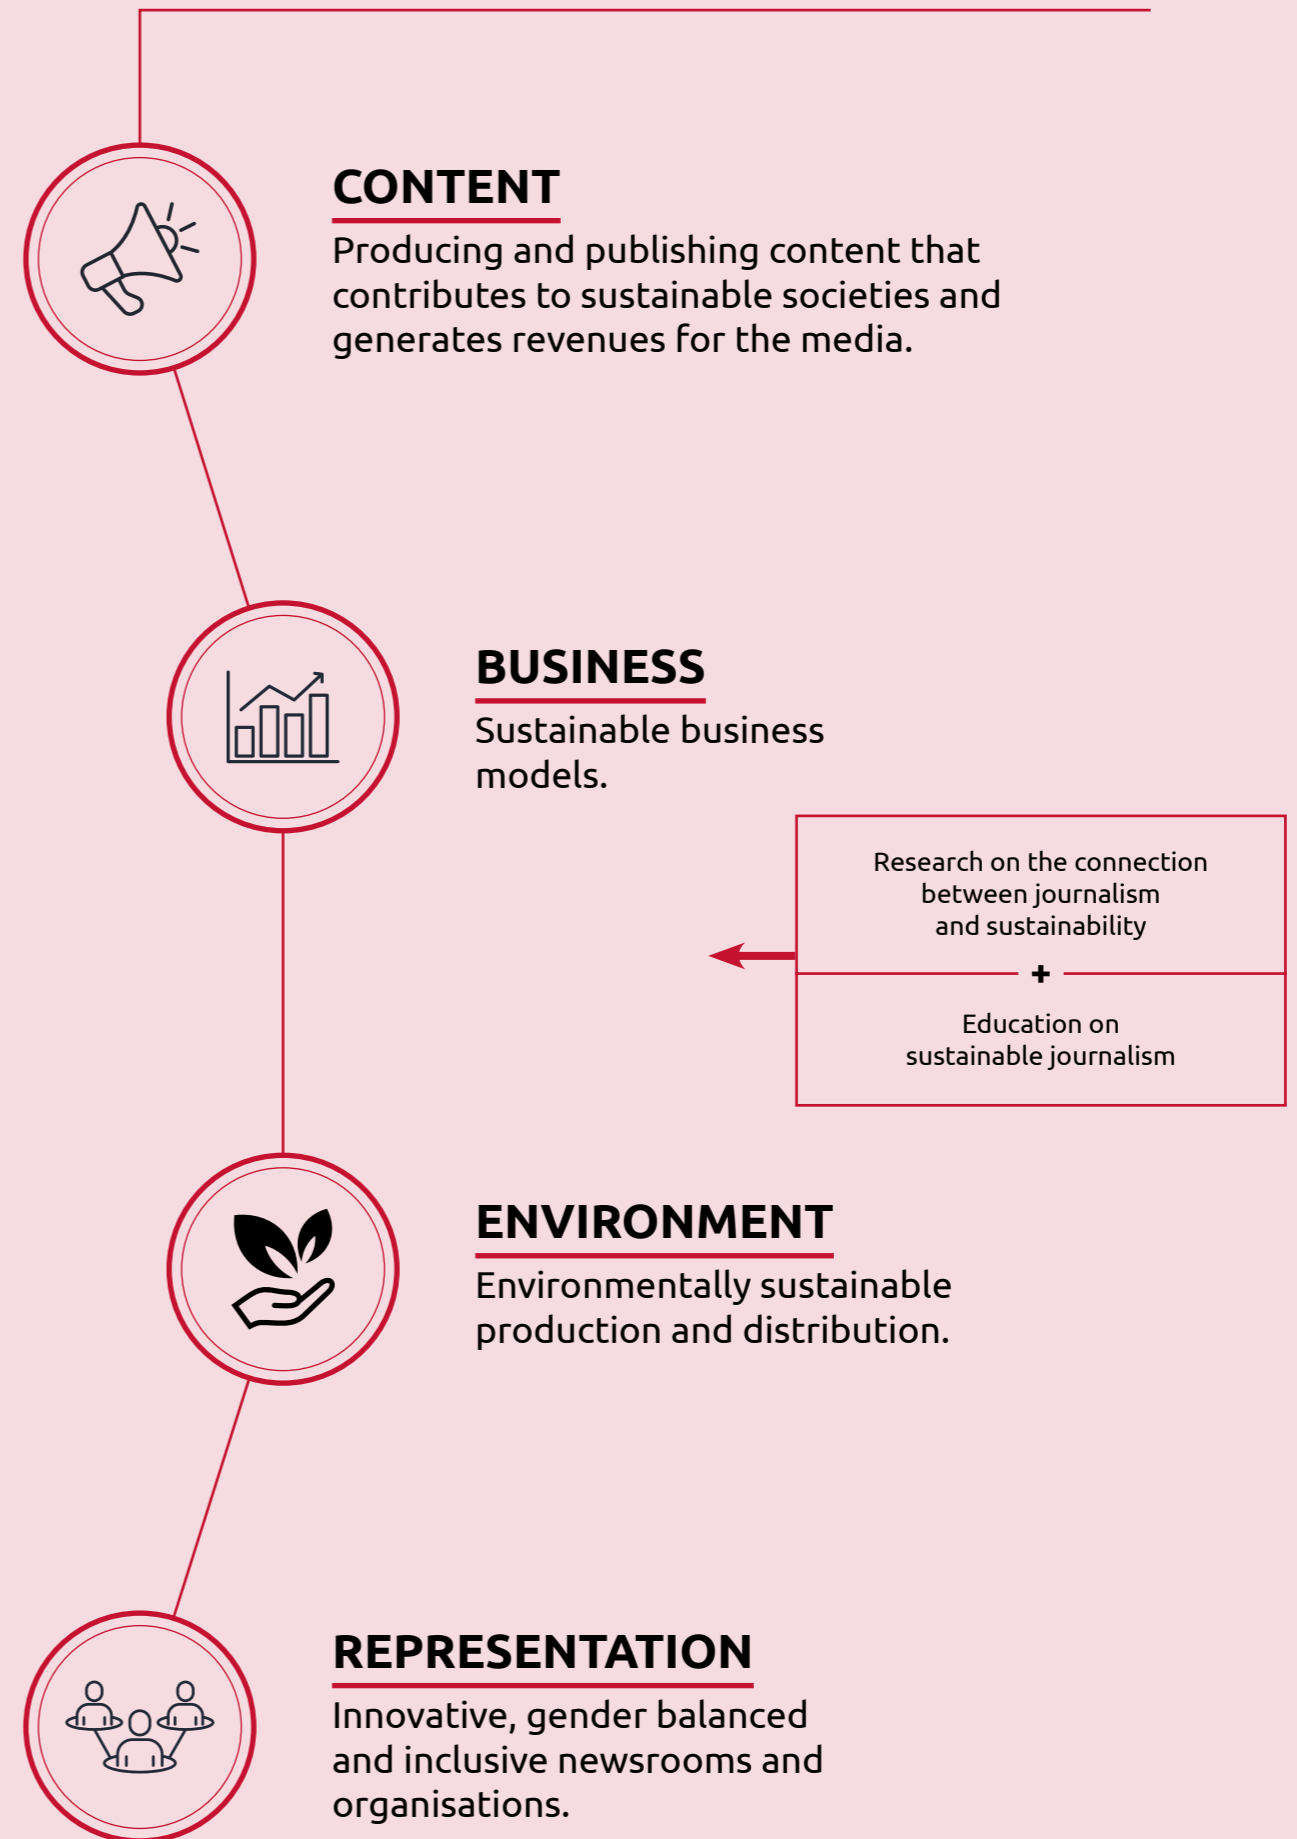 CONTENT
Producing and publishing content that
contributes to sustainable societies and
generates revenues for the media.
BUSINESS
Sustainable business
models.
Research on the connection
between journalism
and sustainability
+
Education on
sustainable journalism
ENVIRONMENT
Environmentally sustainable
production and distribution.
REPRESENTATION
Innovative, gender balanced
and inclusive newsrooms and
organisations.